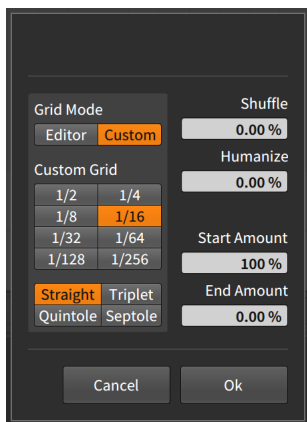 Grid Mode
Editor Custom
Custom Grid
1/2 1/4
1/8 1/16
1/32 1/64
1/128 1/256
Straight Triplet
Quintole Septole
Shuffle
0.00 %
Humanize
0.00 %
Start Amount
100 %
End Amount
0.00 %
Cancel Ok